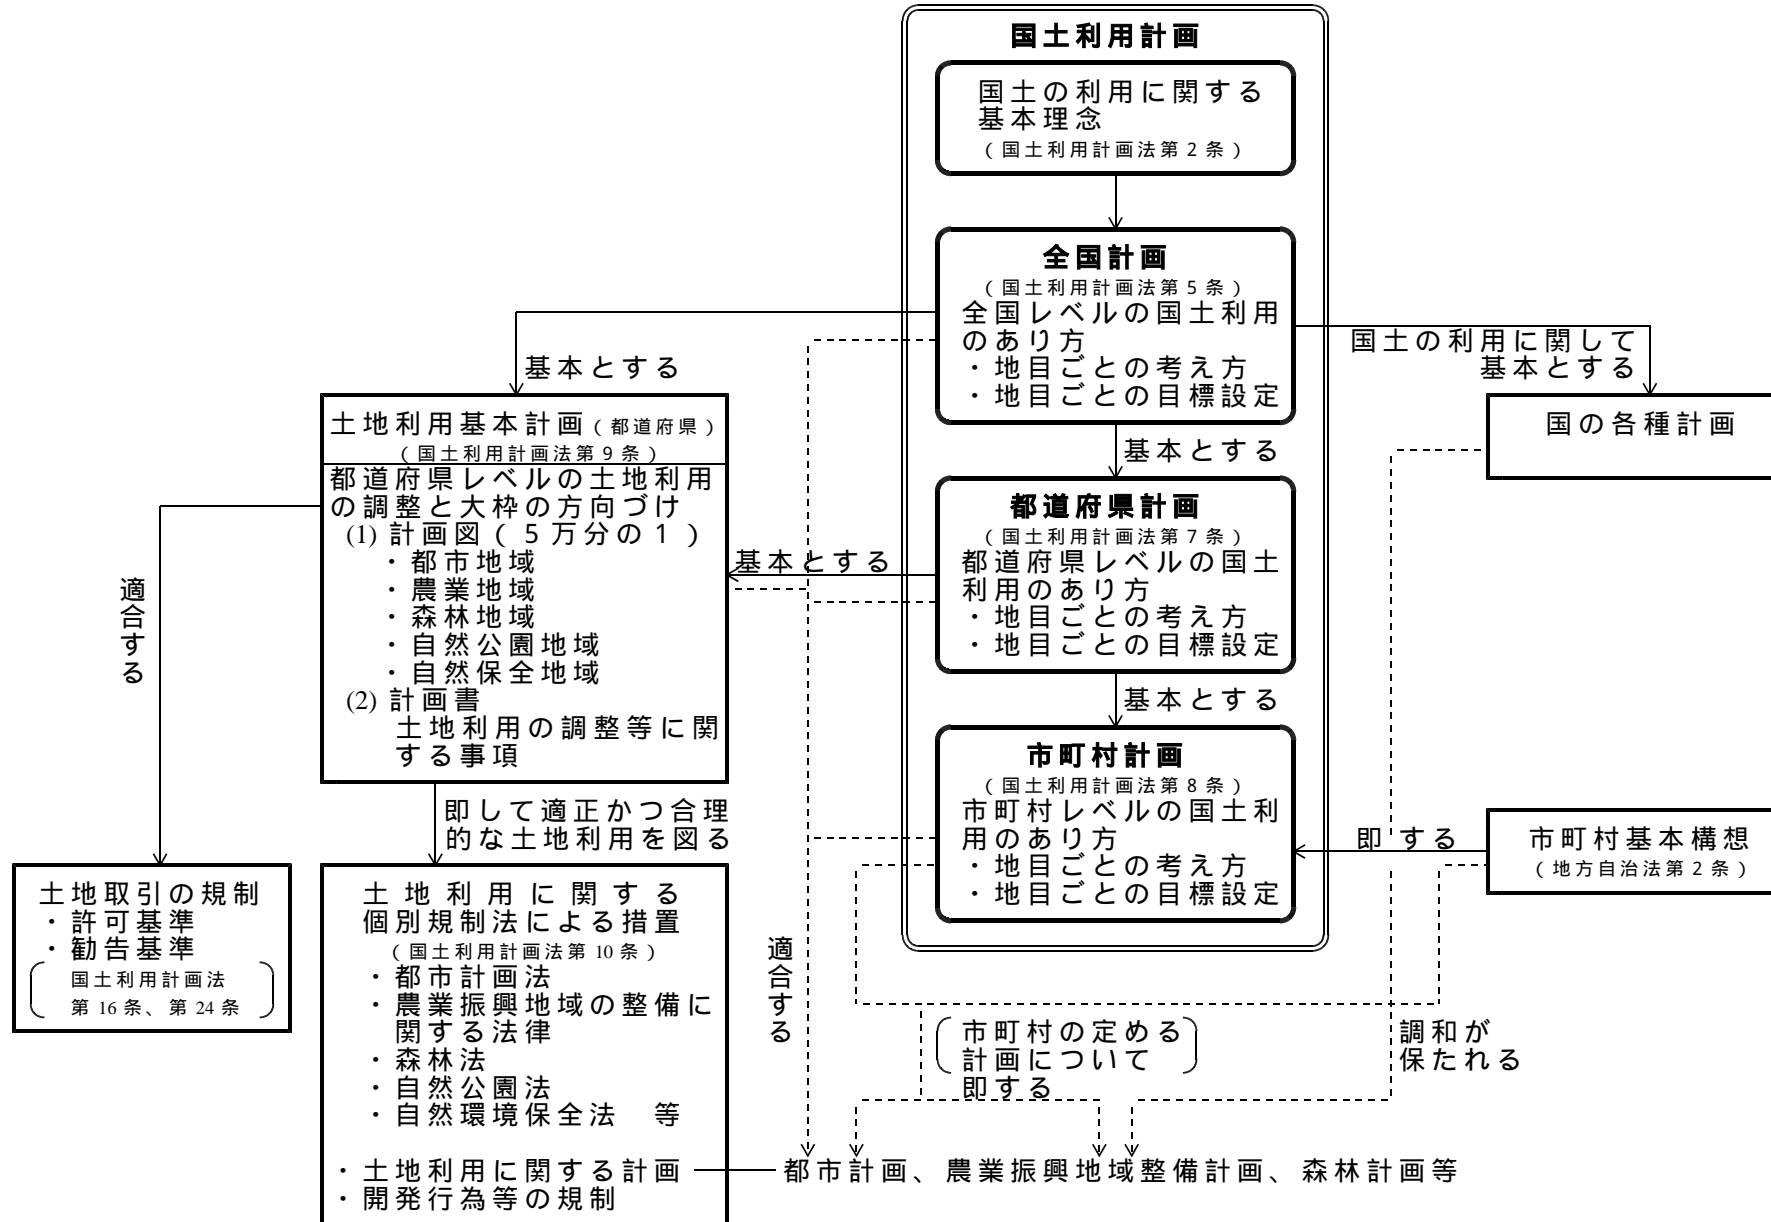 国土利用計画
国土の利用に関する
基本理念
(国土利用計画法第2条)
全国計画
(国土利用計画法第5条)
全国レベルの国土利用
のあり方
・地目ごとの考え方
・地目ごとの目標設定
国土の利用に関して
基本とする
基本とする
国の各種計画
土地利用基本計画(都道府県)
(国土利用計画法第9条)
都道府県レベルの土地利用
の調整と大枠の方向づけ
(1) 計画図(5万分の1)
・都市地域
・農業地域
・森林地域
・自然公園地域
・自然保全地域
(2) 計画書
土地利用の調整等に関
する事項
基本とする
都道府県計画
(国土利用計画法第7条)
都道府県レベルの国土
利用のあり方
・地目ごとの考え方
・地目ごとの目標設定
基本とする
適合する
基本とする
市町村計画
(国土利用計画法第8条)
市町村レベルの国土利
用のあり方
・地目ごとの考え方
・地目ごとの目標設定
即する
市町村基本構想
(地方自治法第2条)
即して適正かつ合理
的な土地利用を図る
土地取引の規制
・許可基準
・勧告基準
国土利用計画法
第16条、第24条
土地利用に関する
個別規制法による措置
(国土利用計画法第10条)
・都市計画法
・農業振興地域の整備に
関する法律
・森林法
・自然公園法
・自然環境保全法 等
・土地利用に関する計画
・開発行為等の規制
適合する
市町村の定める
計画について
即する
調和が
保たれる
都市計画、農業振興地域整備計画、森林計画等